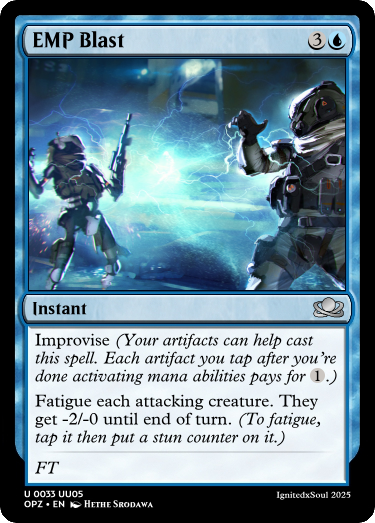 EMP Blast 3
Instant
Improvise (Your artifacts can help cast
this spell. Each artifact you tap after you’re
done activating mana abilities pays for 1.)
Fatigue each attacking creature. They
get -2/-0 until end of turn. (To fatigue,
tap it then put a stun counter on it.)
FT
U 0033 UU05
OPZ • EN Hethe Srodawa
IgnitedxSoul 2025